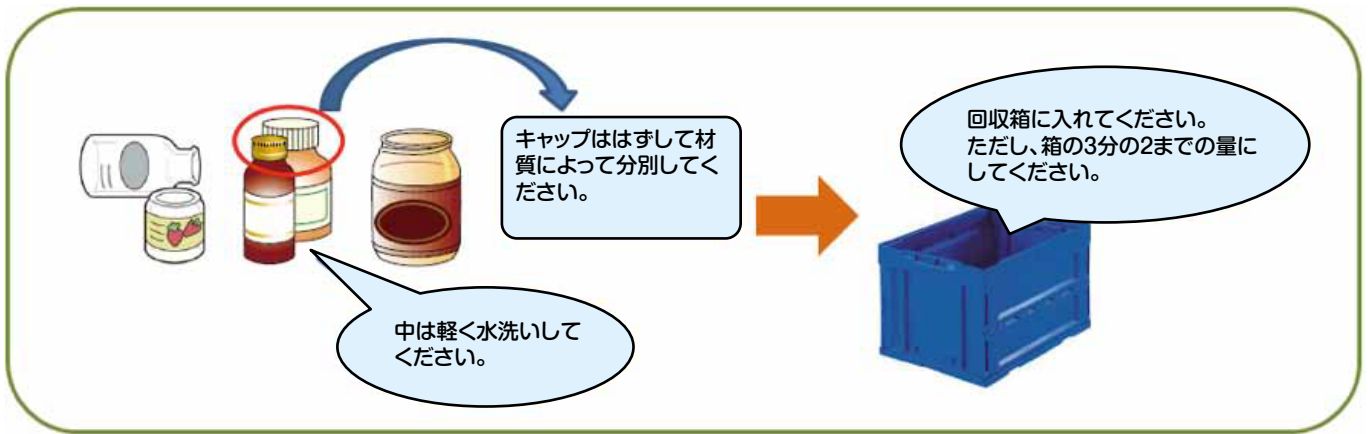 キャップははずして材
質によって分別してく
ださい。
中は軽く水洗いして
ください。
回収箱に入れてください。
ただし、箱の3分の2までの量に
してください。